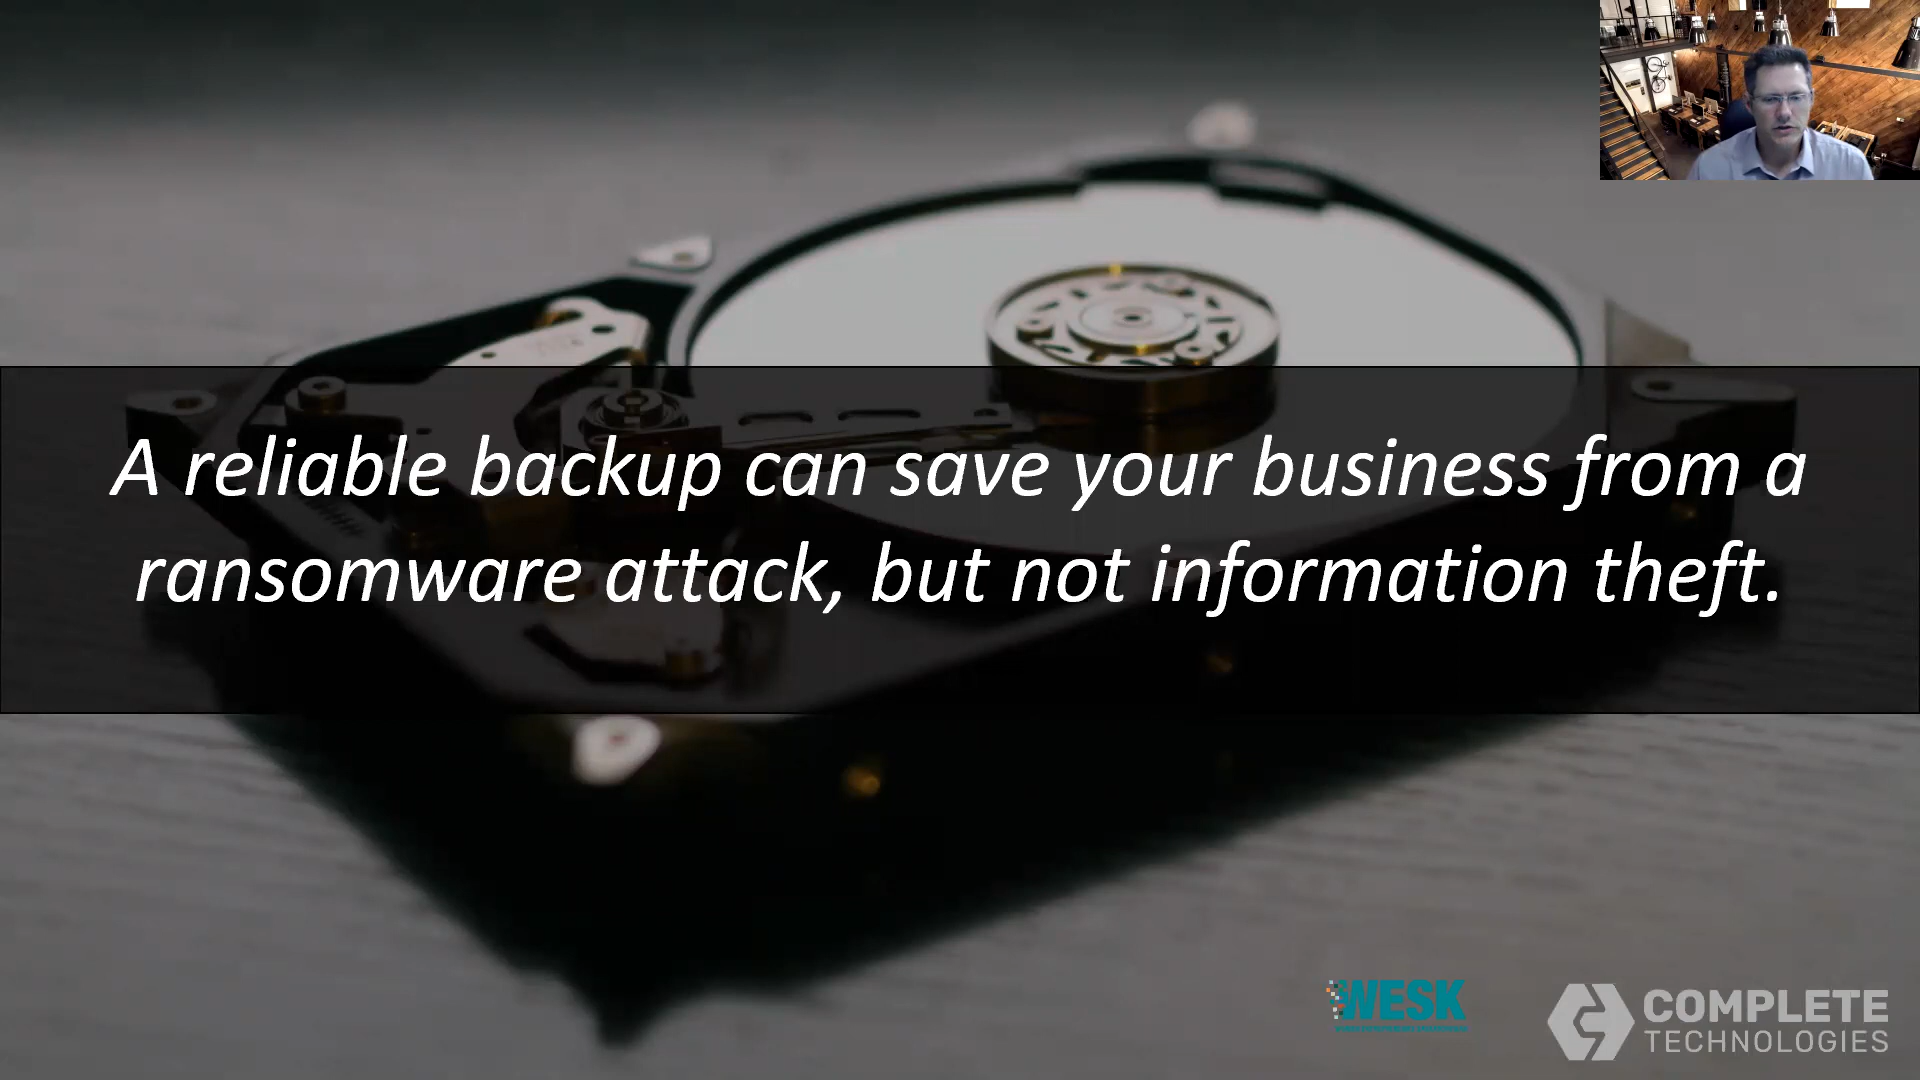 A reliable backup can save your business from a
ransomware attack, but not information theft.
WESK
COMPLETE
TECHNOLOGIES